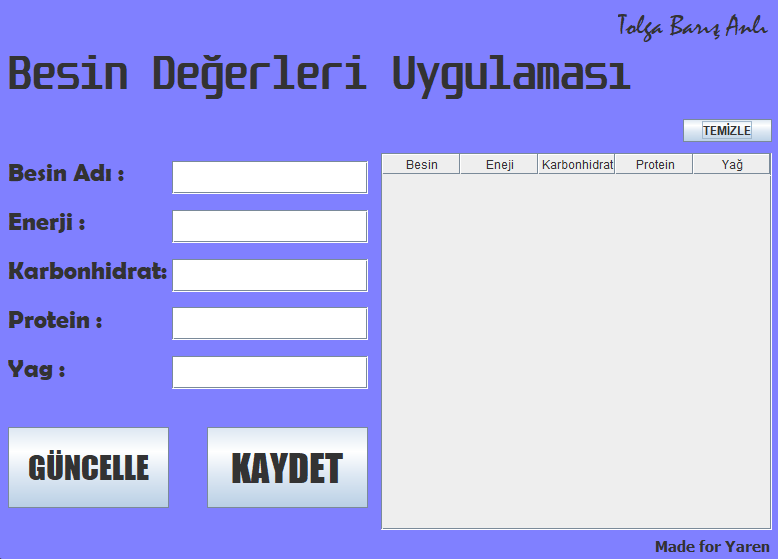 Tolga Barış Anlı
Besin Değerleri Uygulaması
TEMİZLE
Besin Eneji Karbonhidrat Protein Yağ
Besin Adı :
Enerji :
Karbonhidrat:
Protein :
Yag :
GÜNCELLE KAYDET
Made for Yaren